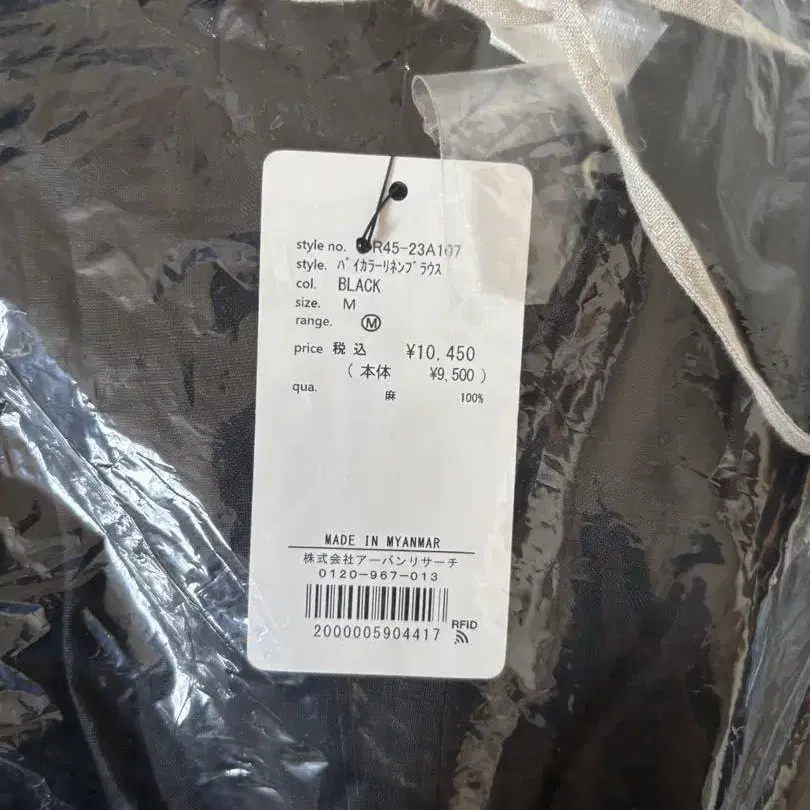 style no. R45-23A107
style. ﾊﾞｲｶﾗｰﾘﾈﾝﾌﾞﾗｳｽ
col. BLACK
size. M
range. Ⓜ
price 税込 ¥10,450
( 本体 ¥9,500 )
qua. 麻 100%
MADE IN MYANMAR
株式会社アーバンリサーチ
0120-967-013
RFID
2000005904417